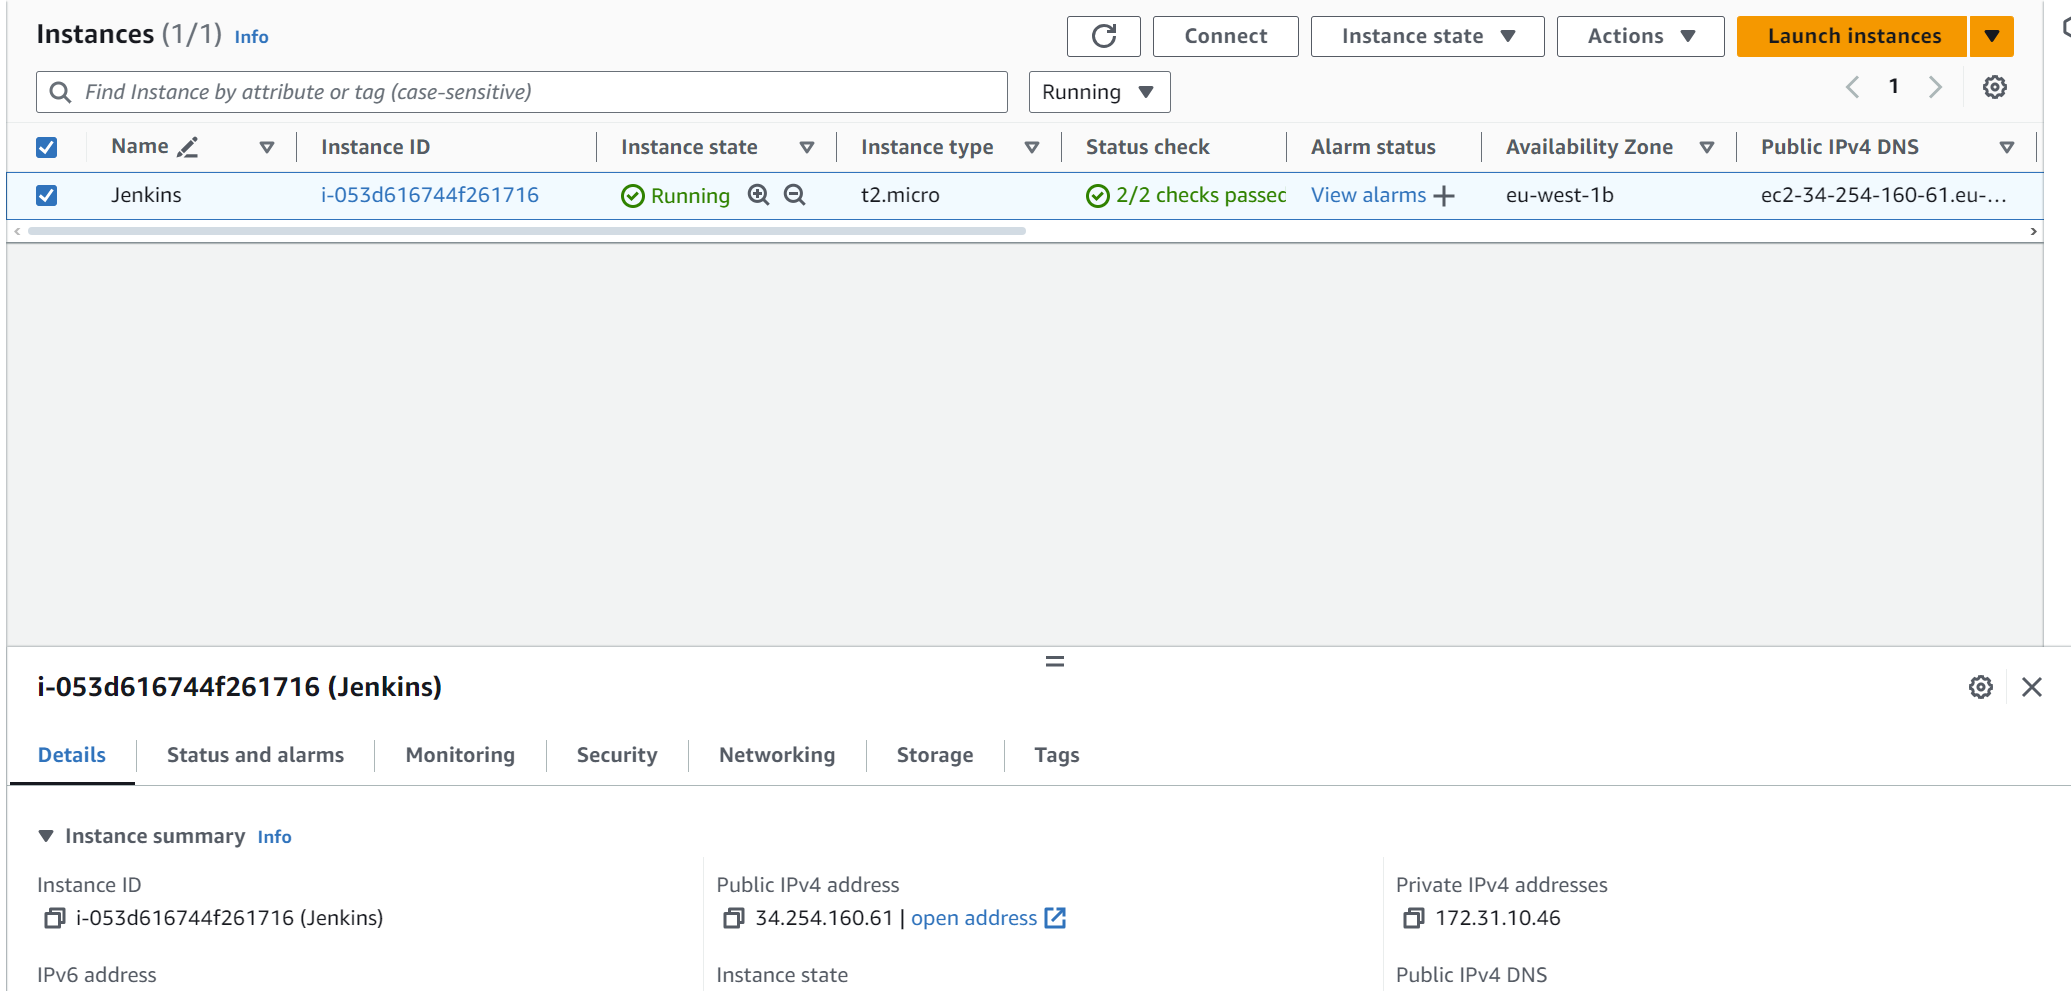 Instances (1/1) Info
Connect
Instance state
Actions
Launch instances
Find Instance by attribute or tag (case-sensitive)
Running
1
Name Instance ID Instance state Instance type Status check Alarm status Availability Zone Public IPv4 DNS
Jenkins i-053d616744f261716 Running t2.micro 2/2 checks passed View alarms eu-west-1b ec2-34-254-160-61.eu-...
i-053d616744f261716 (Jenkins)
Details Status and alarms Monitoring Security Networking Storage Tags
Instance summary Info
Instance ID Public IPv4 address Private IPv4 addresses
i-053d616744f261716 (Jenkins) 34.254.160.61 | open address 172.31.10.46
IPv6 address Instance state Public IPv4 DNS